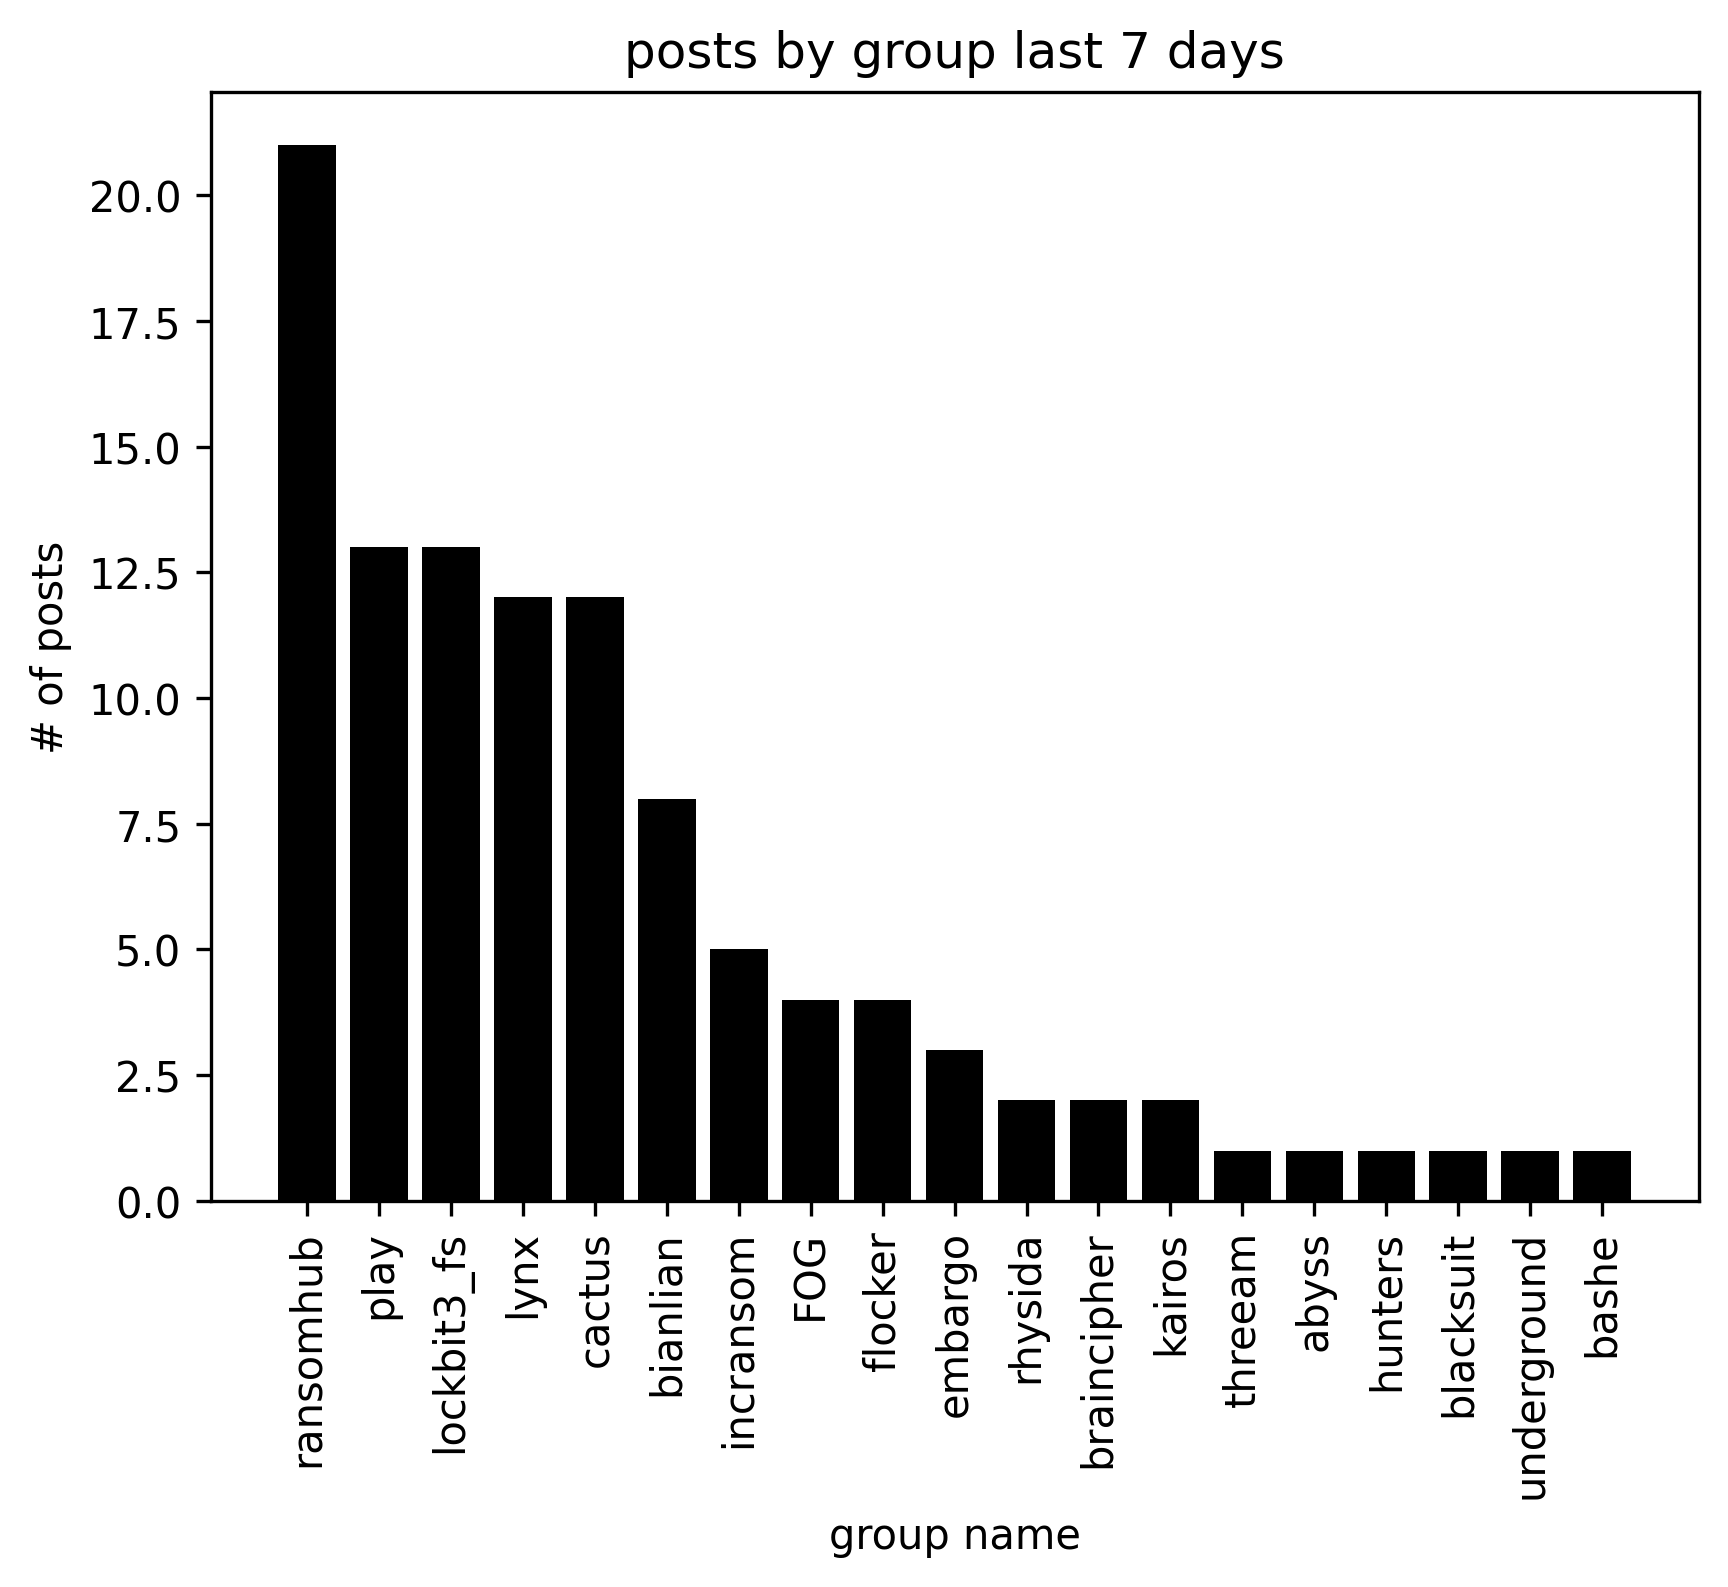 posts by group last 7 days
# of posts
20.0
17.5
15.0
12.5
10.0
7.5
5.0
2.5
0.0
ransomhub
play
lockbit3_fs
lynx
cactus
bianlian
incransom
FOG
flocker
embargo
rhysida
braincipher
kairos
threeam
abyss
hunters
blacksuit
underground
bashe
group name